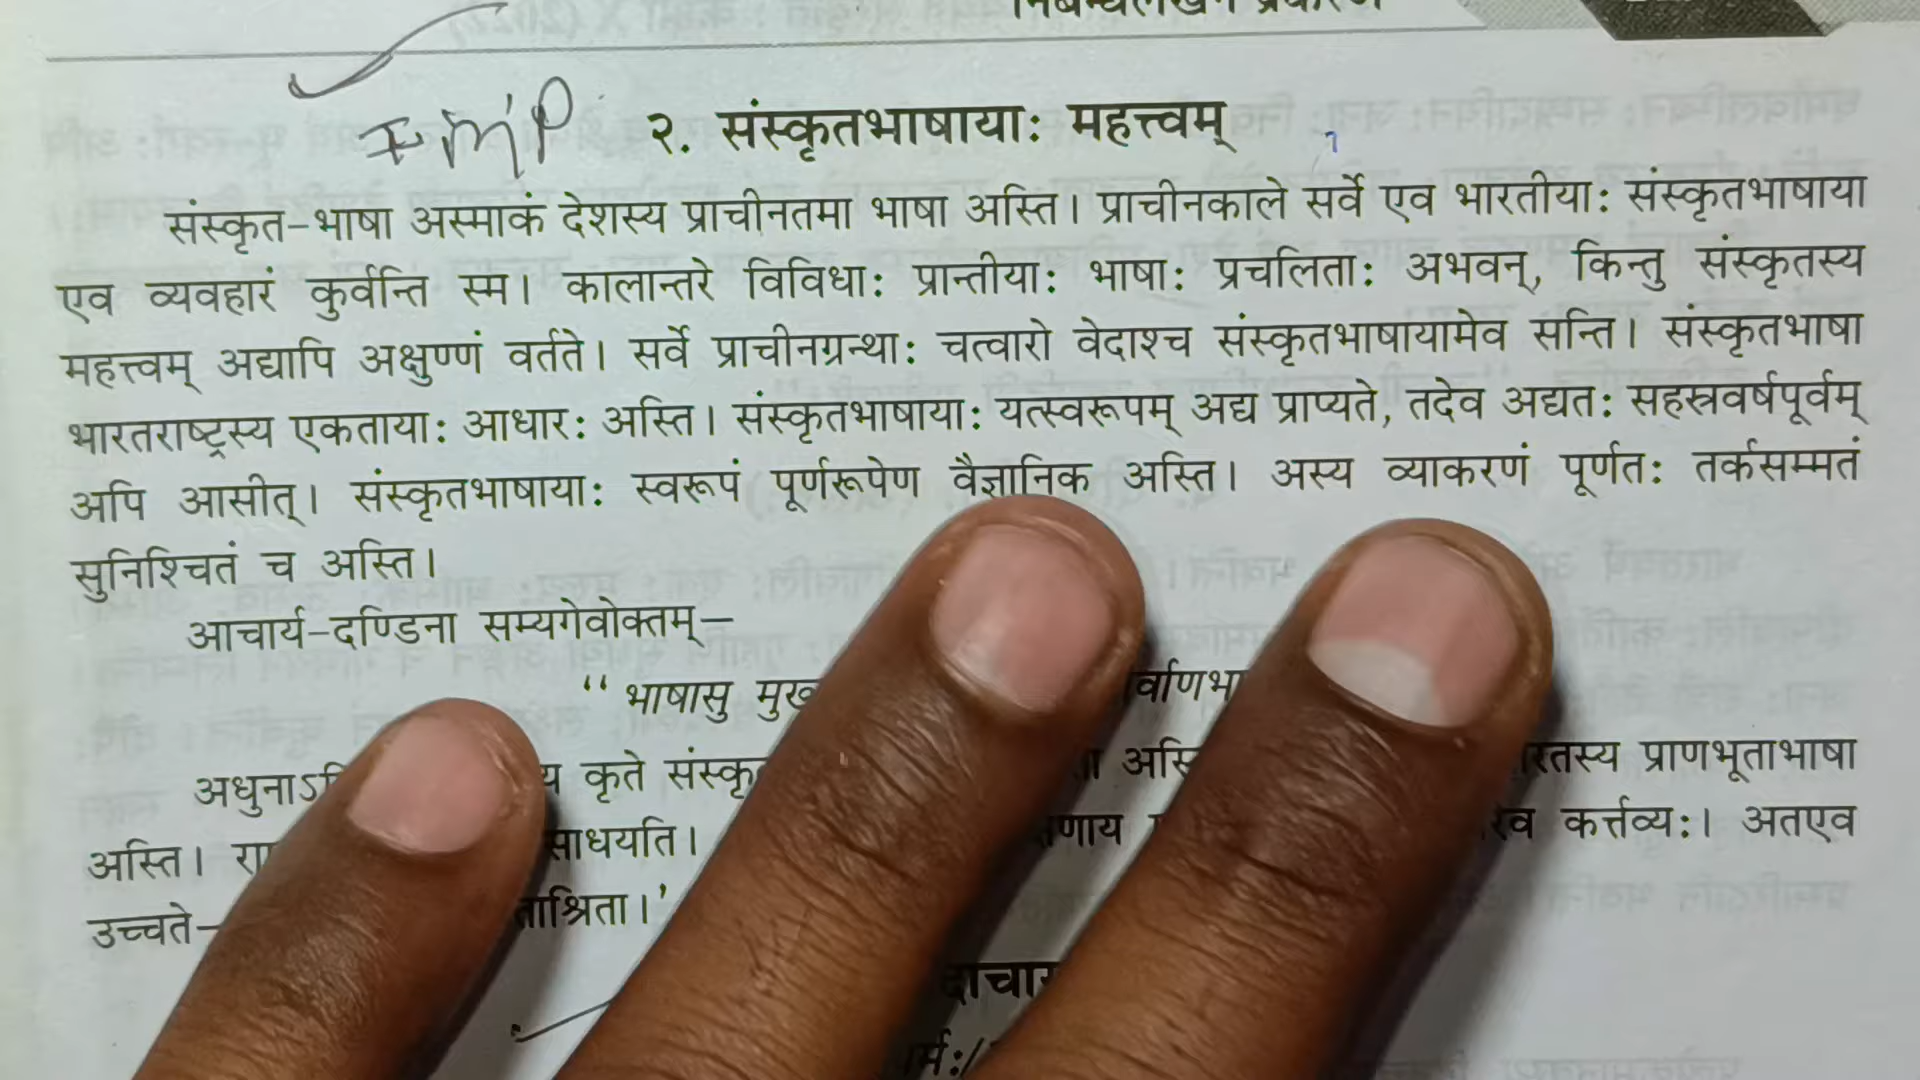 निबन्धलेखन प्रकरण
IMP २. संस्कृतभाषायाः महत्त्वम्
संस्कृत-भाषा अस्माकं देशस्य प्राचीनतमा भाषा अस्ति। प्राचीनकाले सर्वे एव भारतीयाः संस्कृतभाषाया
एव व्यवहारं कुर्वन्ति स्म। कालान्तरे विविधाः प्रान्तीयाः भाषाः प्रचलिताः अभवन्, किन्तु संस्कृतस्य
महत्त्वम् अद्यापि अक्षुण्णं वर्तते। सर्वे प्राचीनग्रन्थाः चत्वारो वेदाश्च संस्कृतभाषायामेव सन्ति। संस्कृतभाषा
भारतराष्ट्रस्य एकतायाः आधारः अस्ति। संस्कृतभाषायाः यत्स्वरूपम् अद्य प्राप्यते, तदेव अद्यतः सहस्रवर्षपूर्वम्
अपि आसीत्। संस्कृतभाषायाः स्वरूपं पूर्णरूपेण वैज्ञानिक अस्ति। अस्य व्याकरणं पूर्णतः तर्कसम्मतं
सुनिश्चितं च अस्ति।
आचार्य-दण्डिना सम्यगेवोक्तम्—
“भाषासु
कृते प्राणभूताभाषा
अस्ति। साधयति। कर्त्तव्यः। अतएव
उच्चते—